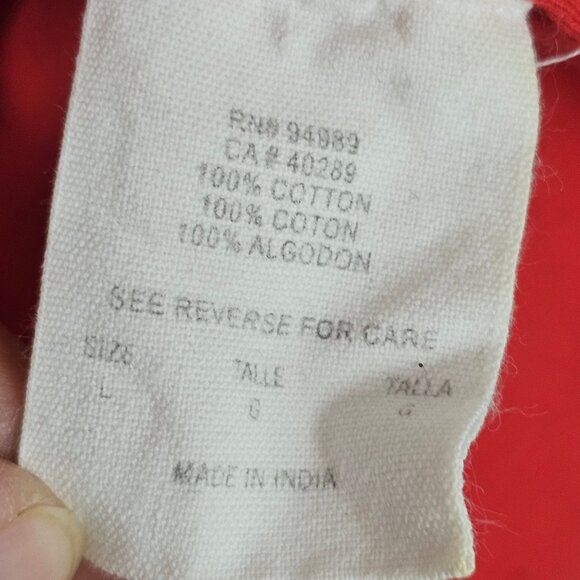 RN# 94989
CA# 40289
100% COTTON
100% COTON
100% ALGODON
SEE REVERSE FOR CARE
SIZE TALLE TALLA
L G G
MADE IN INDIA